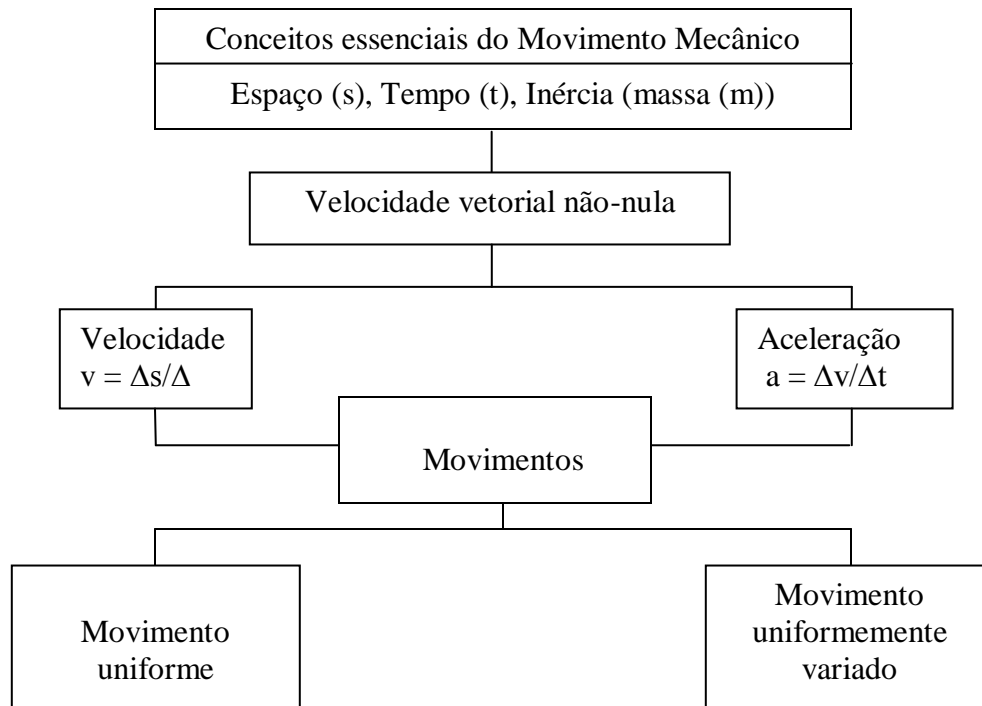 Conceitos essenciais do Movimento Mecânico
Espaço (s), Tempo (t), Inércia (massa (m))
Velocidade vetorial não-nula
Velocidade
v = Δs/Δ
Aceleração
a = Δv/Δt
Movimentos
Movimento
uniforme
Movimento
uniformemente
variado